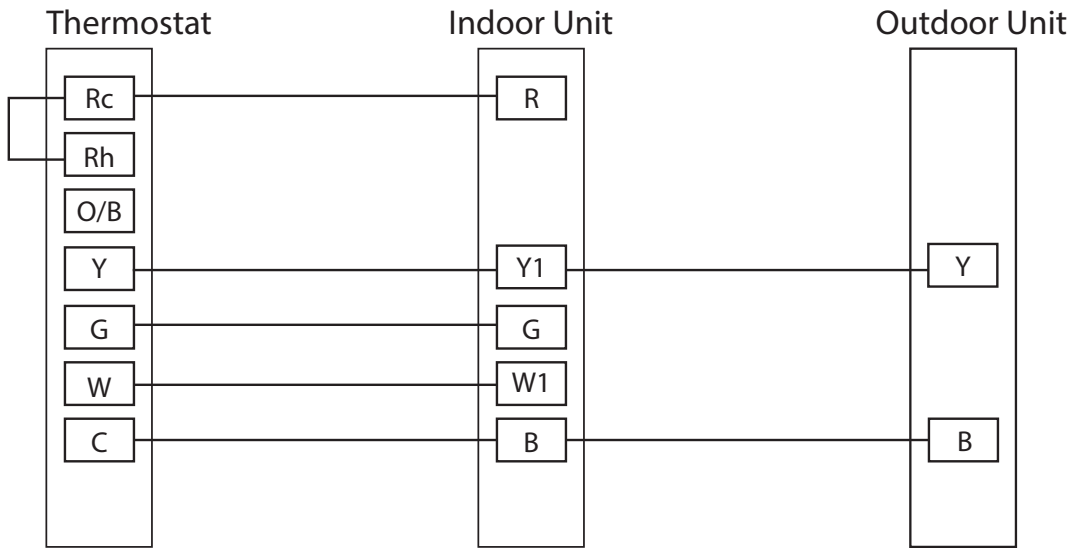 Thermostat Indoor Unit Outdoor Unit
Rc R
Rh
O/B
Y Y1 Y
G G
W W1
C B B